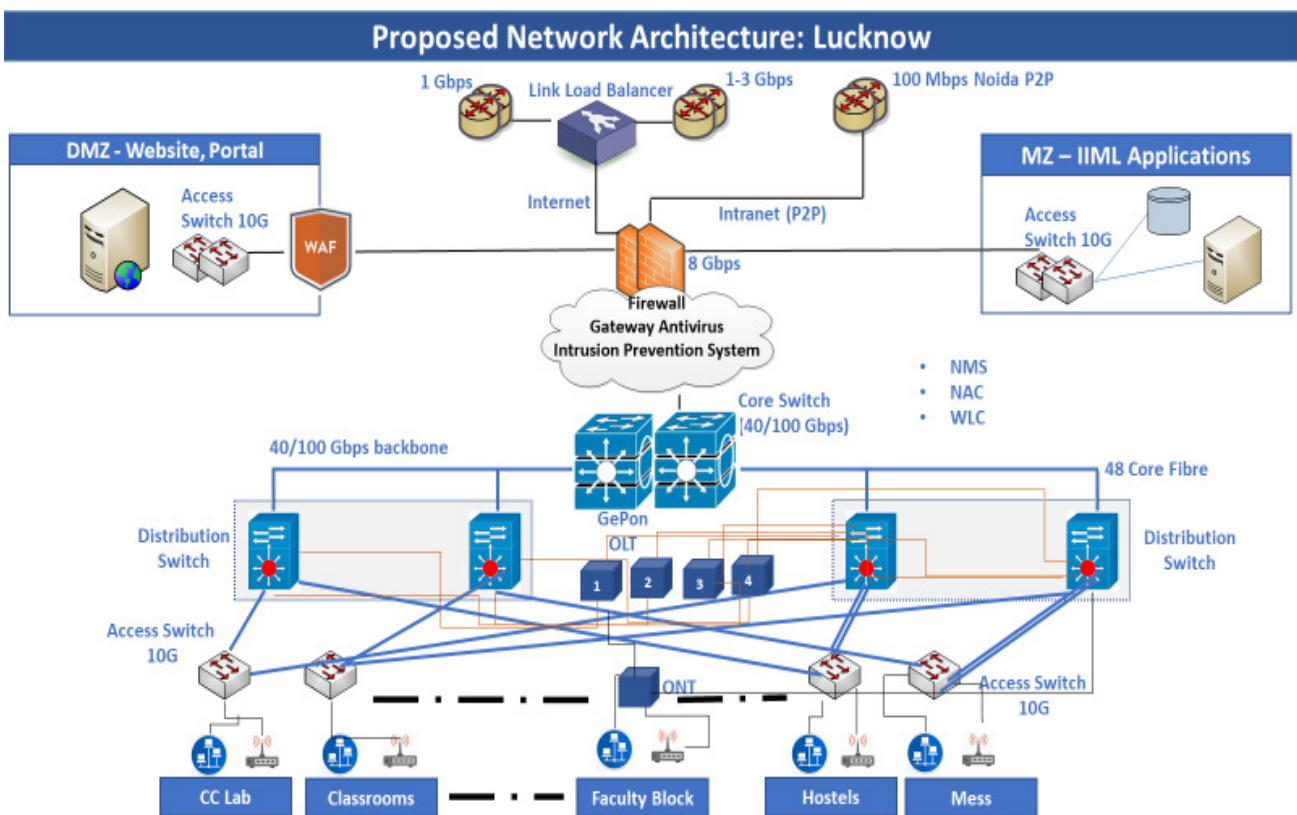 Proposed Network Architecture: Lucknow
1 Gbps
Link Load Balancer
1-3 Gbps
100 Mbps Noida P2P
DMZ - Website, Portal
Access
Switch 10G
WAF
Internet
Intranet (P2P)
8 Gbps
MZ – IIML Applications
Access
Switch 10G
Firewall
Gateway Antivirus
Intrusion Prevention System
• NMS
• NAC
• WLC
Core Switch
(40/100 Gbps)
40/100 Gbps backbone
48 Core Fibre
GePon
OLT
Distribution
Switch
1
2
3
4
Distribution
Switch
Access Switch
10G
ONT
Access Switch
10G
CC Lab
Classrooms
Faculty Block
Hostels
Mess